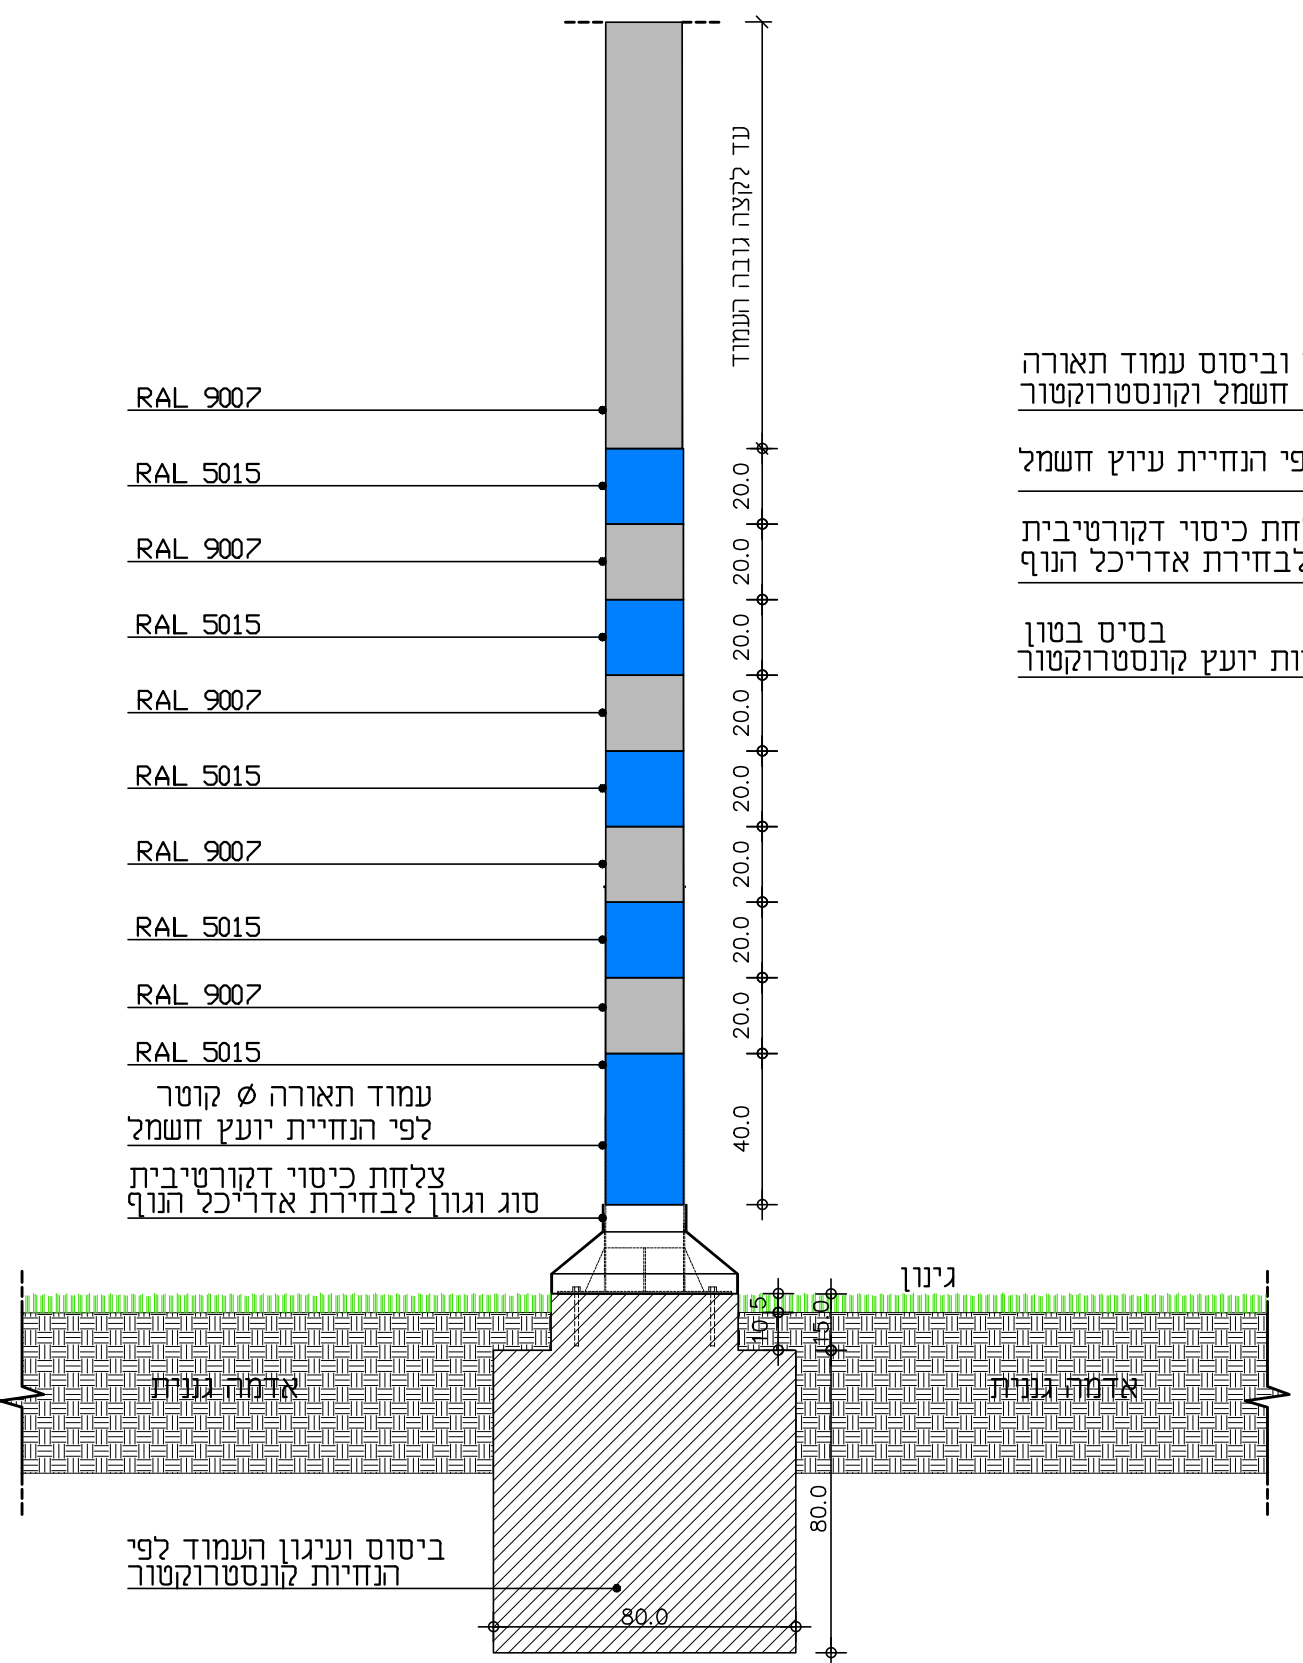 עד לקצה גובה העמוד
RAL 9007
RAL 5015
RAL 9007
RAL 5015
RAL 9007
RAL 5015
RAL 9007
RAL 5015
RAL 9007
RAL 5015
עמוד תאורה Ø קוטר
לפי הנחיית יועץ חשמל
צלחת כיסוי דקורטיבית
סוג וגוון לבחירת אדריכל הנוף
20.0
20.0
20.0
20.0
20.0
20.0
20.0
20.0
40.0
וביסוס עמוד תאורה
חשמל וקונסטרוקטור
הנחיית עיוץ חשמל
כיסוי דקורטיבית
לבחירת אדריכל הנוף
בסיס בטון
יועץ קונסטרוקטור
גינון
10.5
15.0
אדמה גננית
אדמה גננית
80.0
ביסוס ועיגון העמוד לפי
הנחיות קונסטרוקטור
80.0